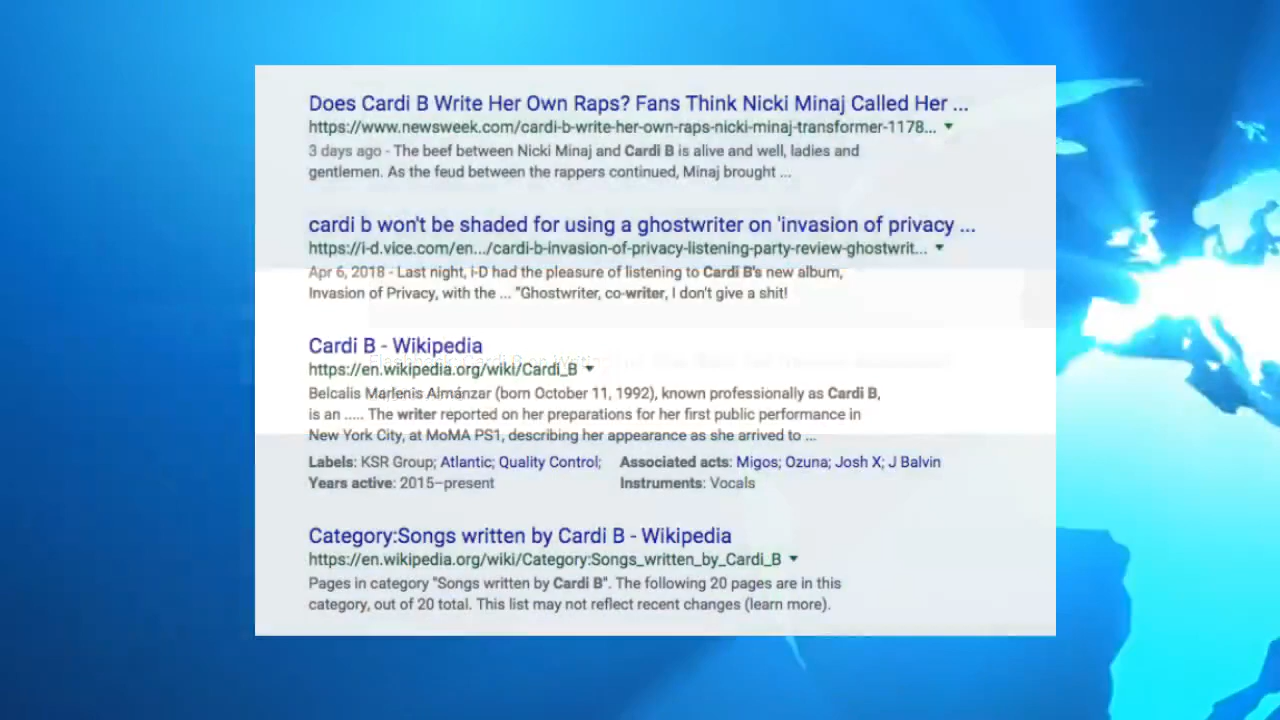 Does Cardi B Write Her Own Raps? Fans Think Nicki Minaj Called Her ...
https://www.newsweek.com/cardi-b-write-her-own-raps-nicki-minaj-transformer-1178...
3 days ago - The beef between Nicki Minaj and Cardi B is alive and well, ladies and
gentlemen. As the feud between the rappers continued, Minaj brought ...
cardi b won't be shaded for using a ghostwriter on 'invasion of privacy ...
https://i-d.vice.com/en.../cardi-b-invasion-of-privacy-listening-party-review-ghostwrit...
Apr 6, 2018 - Last night, i-D had the pleasure of listening to Cardi B's new album,
Invasion of Privacy, with the ... "Ghostwriter, co-writer, I don't give a shit!
Cardi B - Wikipedia
https://en.wikipedia.org/wiki/Cardi_B
Belcalis Marlenis Almánzar (born October 11, 1992), known professionally as Cardi B,
is an ..... The writer reported on her preparations for her first public performance in
New York City, at MoMA PS1, describing her appearance as she arrived to ...
Labels: KSR Group; Atlantic; Quality Control; Associated acts: Migos; Ozuna; Josh X; J Balvin
Years active: 2015–present Instruments: Vocals
Category:Songs written by Cardi B - Wikipedia
https://en.wikipedia.org/wiki/Category:Songs_written_by_Cardi_B
Pages in category "Songs written by Cardi B". The following 20 pages are in this
category, out of 20 total. This list may not reflect recent changes (learn more).